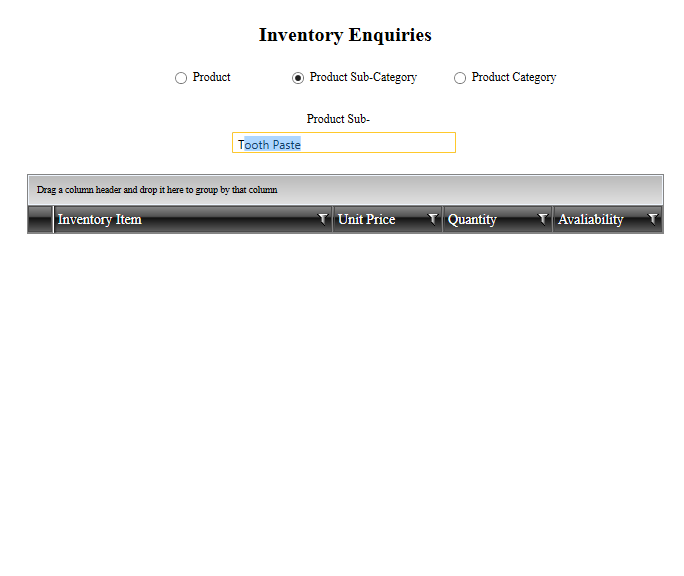 Inventory Enquiries
Product Product Sub-Category Product Category
Product Sub-
Tooth Paste
Drag a column header and drop it here to group by that column
Inventory Item Unit Price Quantity Avaliability